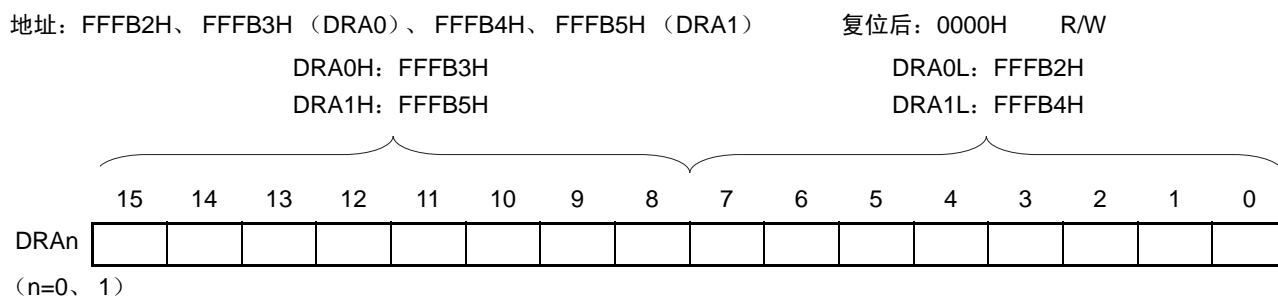 地址：FFFB2H、 FFFB3H （DRA0）、 FFFB4H、 FFFB5H （DRA1） 复位后：0000H R/W
DRA0H：FFFB3H DRA0L：FFFB2H
DRA1H：FFFB5H DRA1L：FFFB4H
15 14 13 12 11 10 9 8 7 6 5 4 3 2 1 0
DRAn
（n=0、 1）